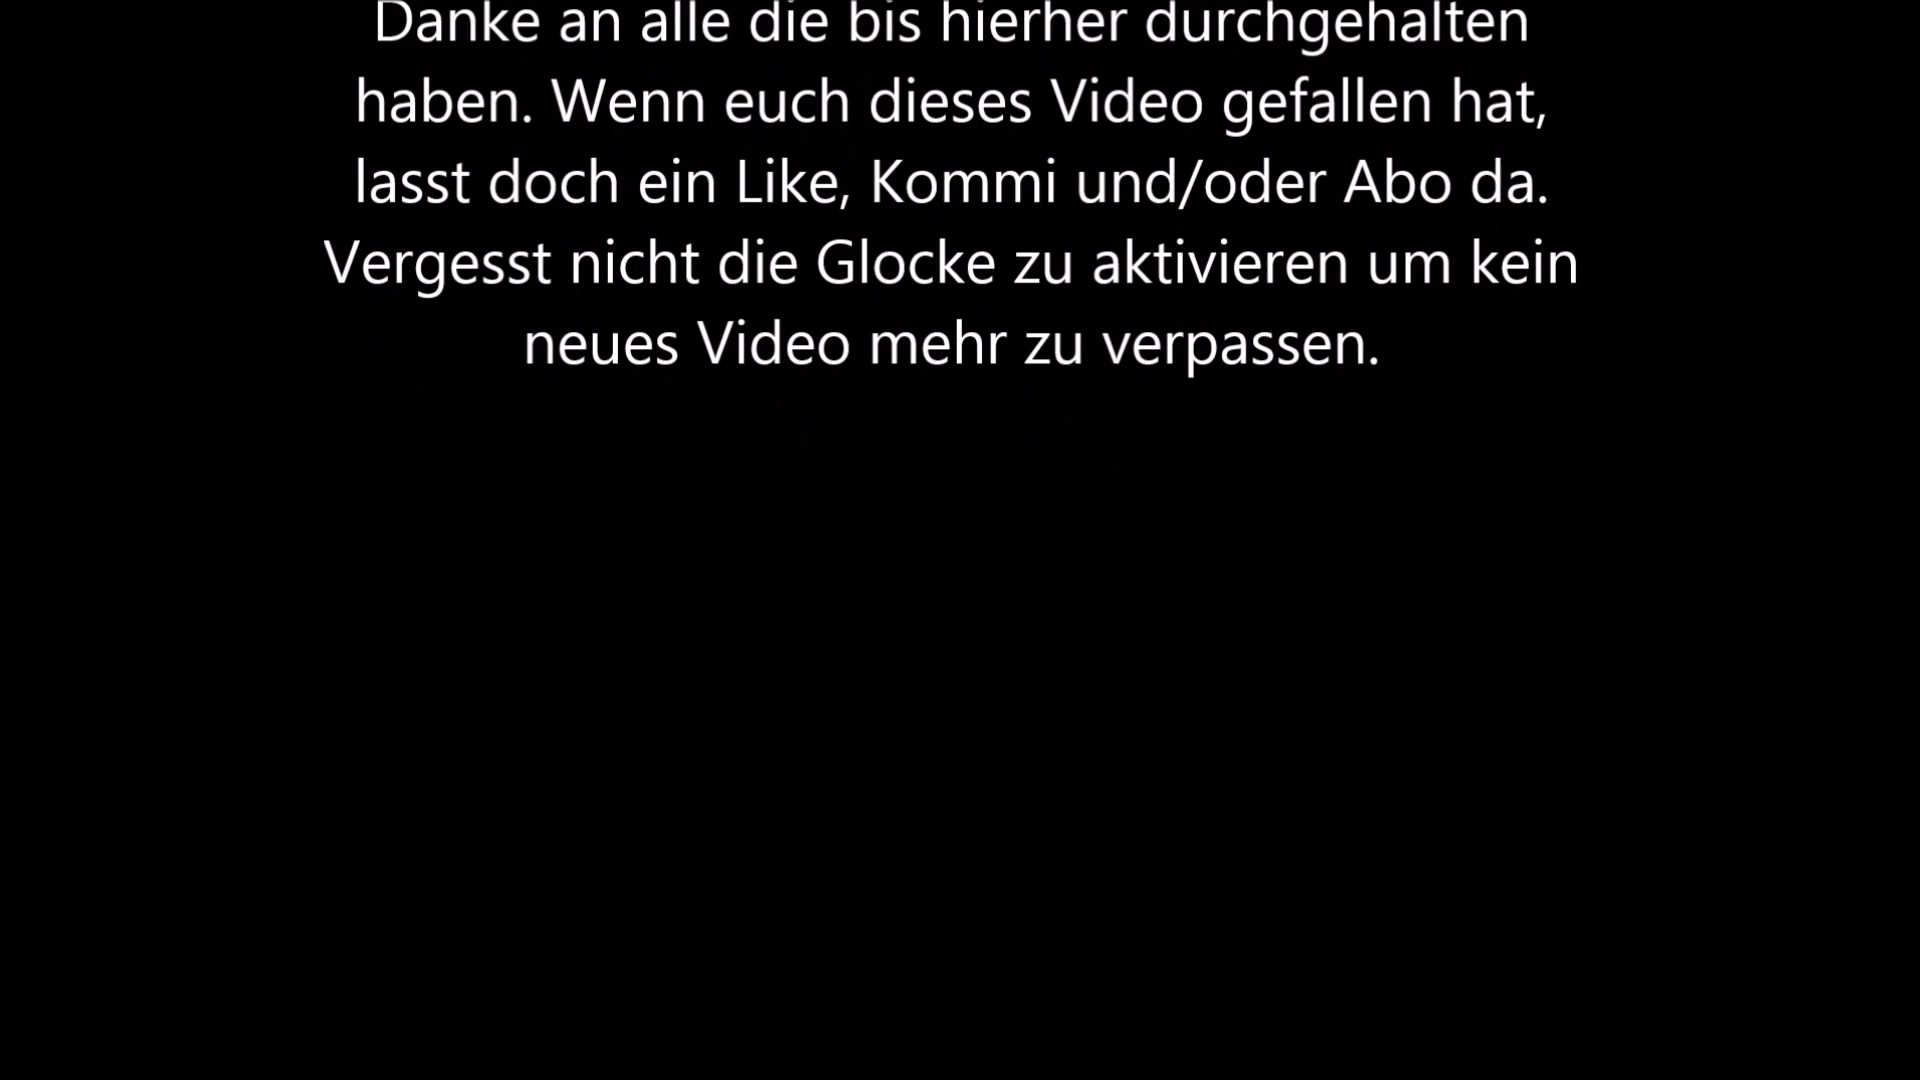 Danke an alle die bis hierher durchgehalten
haben. Wenn euch dieses Video gefallen hat,
lasst doch ein Like, Kommi und/oder Abo da.
Vergesst nicht die Glocke zu aktivieren um kein
neues Video mehr zu verpassen.